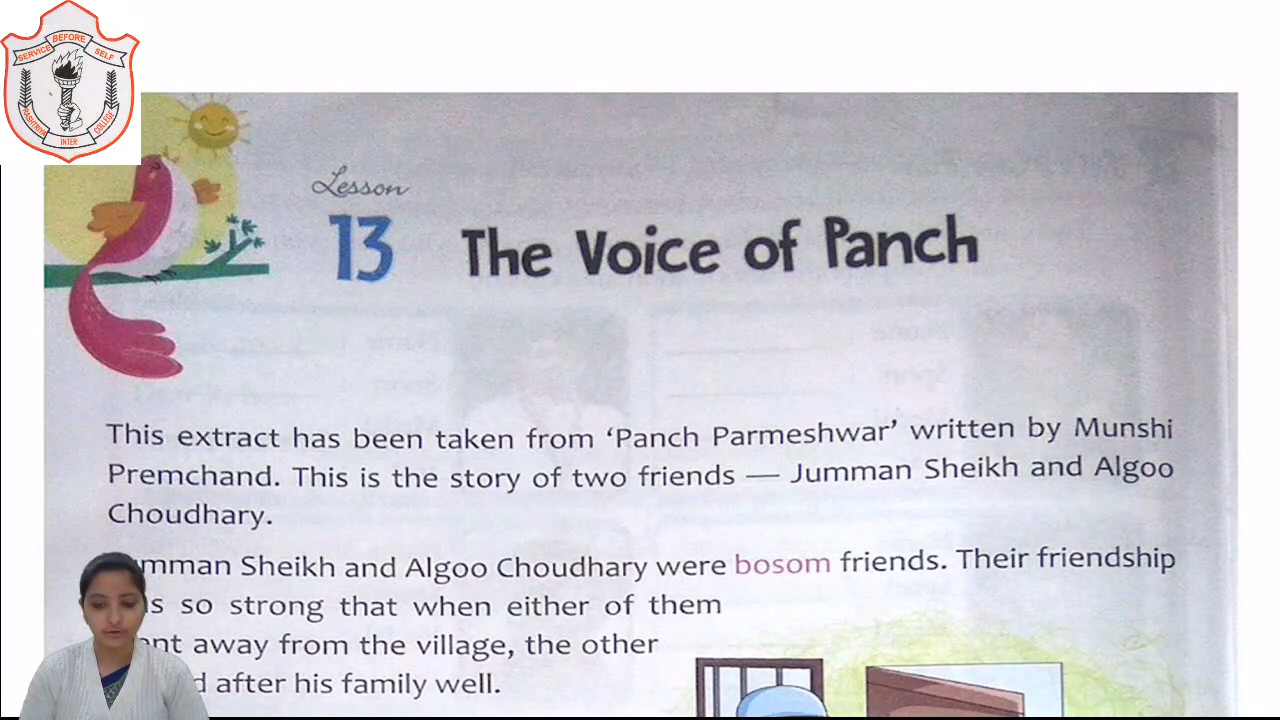 SERVICE BEFORE SELF
RASHTRIYA INTER COLLEGE
Lesson
13 The Voice of Panch
This extract has been taken from ‘Panch Parmeshwar’ written by Munshi
Premchand. This is the story of two friends — Jumman Sheikh and Algoo
Choudhary.
mman Sheikh and Algoo Choudhary were bosom friends. Their friendship
s so strong that when either of them
nt away from the village, the other
d after his family well.